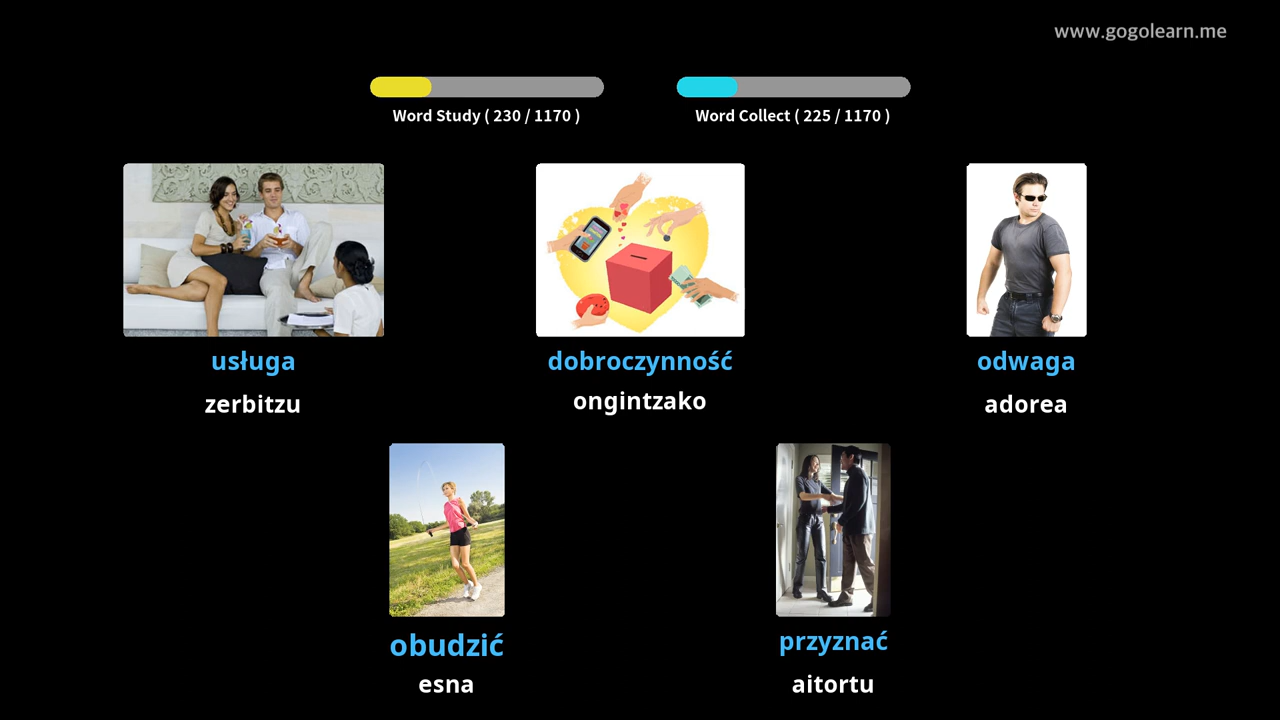 www.gogolearn.me
Word Study ( 230 / 1170 )
Word Collect ( 225 / 1170 )
usługa
zerbitzu
dobroczynność
ongintzako
odwaga
adorea
obudzić
esna
przyznać
aitortu